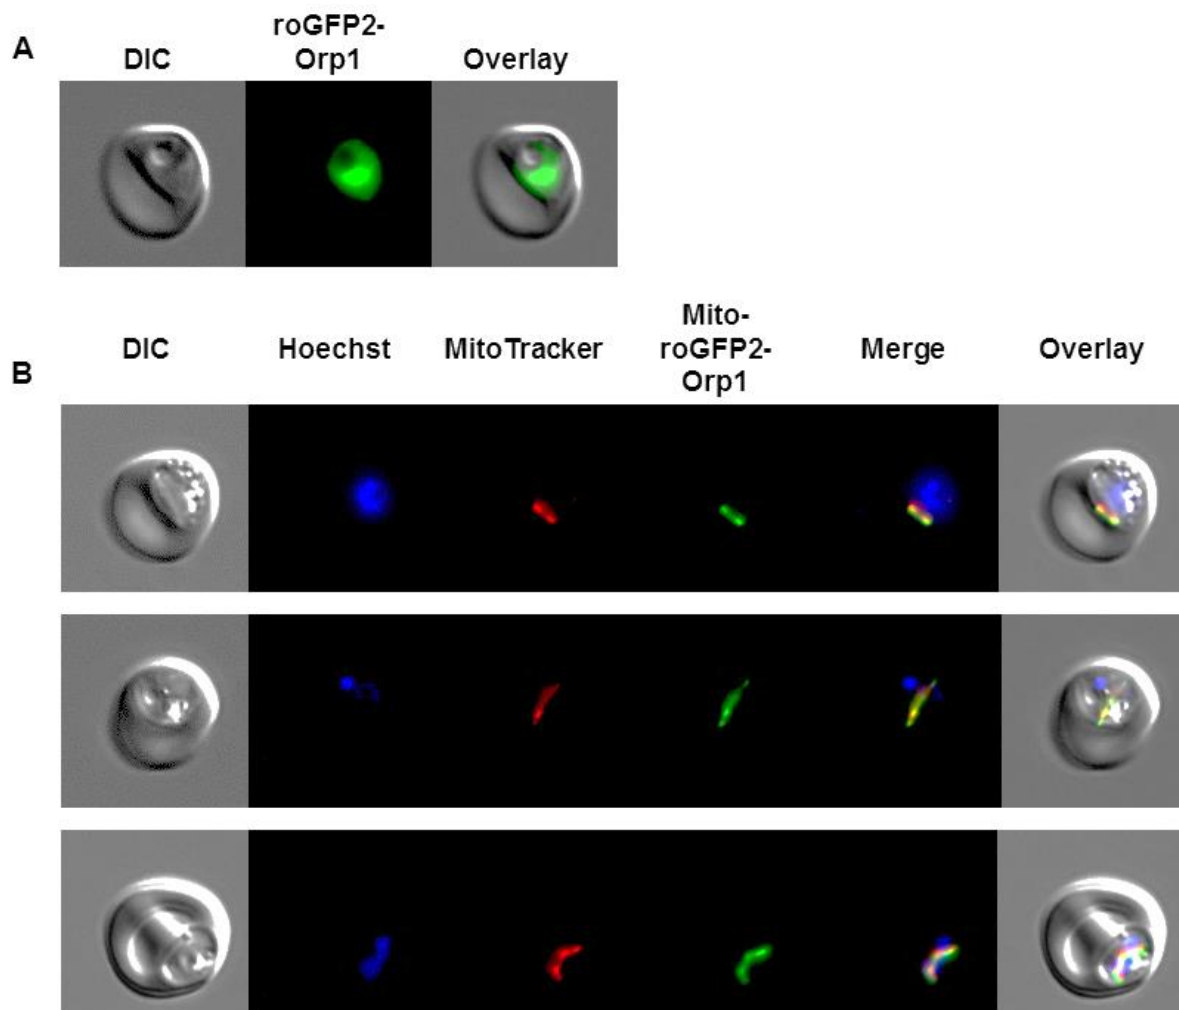 A
DIC
roGFP2-
Orp1
Overlay
B
DIC
Hoechst
MitoTracker
Mito-
roGFP2-
Orp1
Merge
Overlay